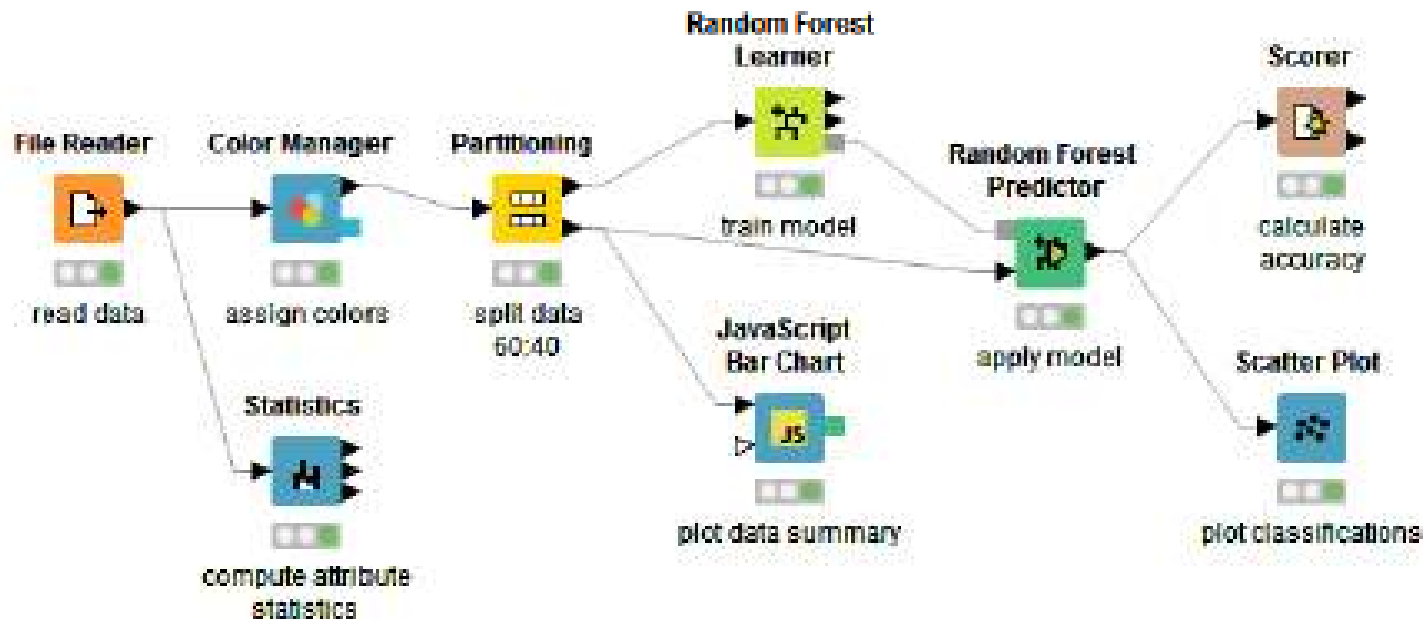 File Reader
read data
Color Manager
assign colors
Partitioning
split data
60:40
Statistics
compute attribute
statistics
Random Forest
Learner
train model
JavaScript
Bar Chart
JS
plot data summary
Random Forest
Predictor
apply model
Scorer
calculate
accuracy
Scatter Plot
plot classifications